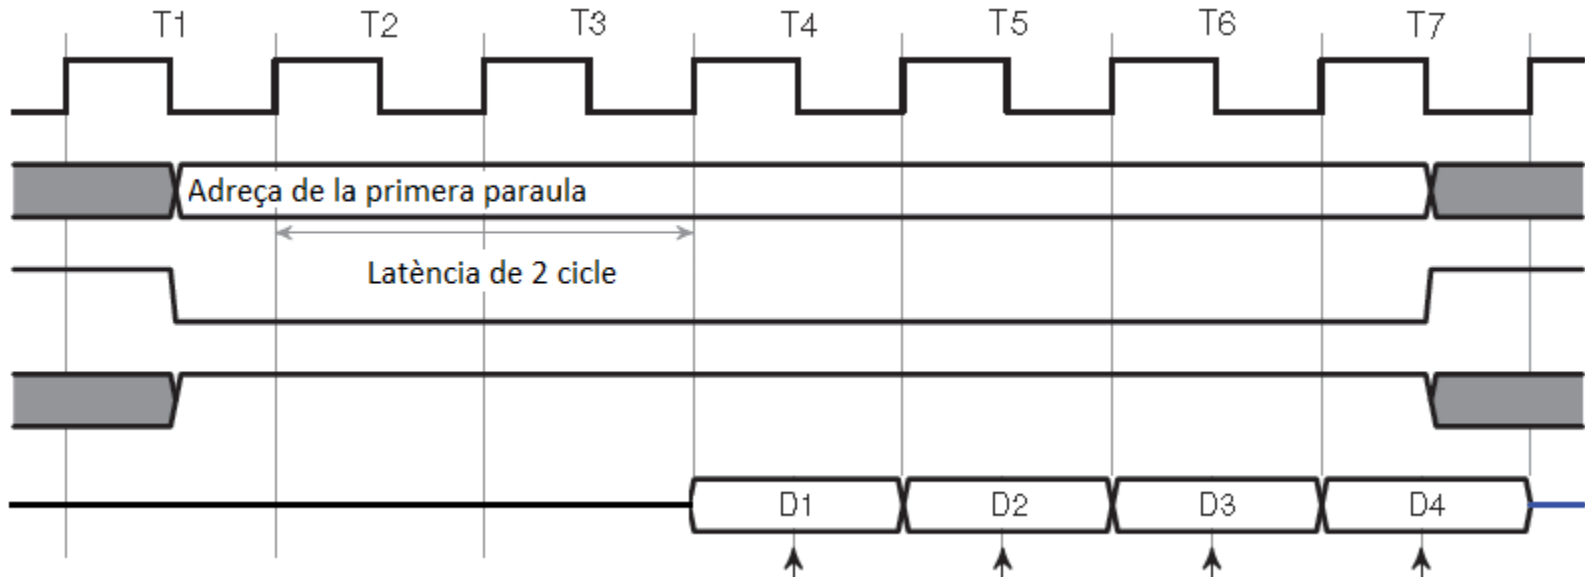 T1 T2 T3 T4 T5 T6 T7
Adreça de la primera paraula
Latència de 2 cicle
D1 D2 D3 D4